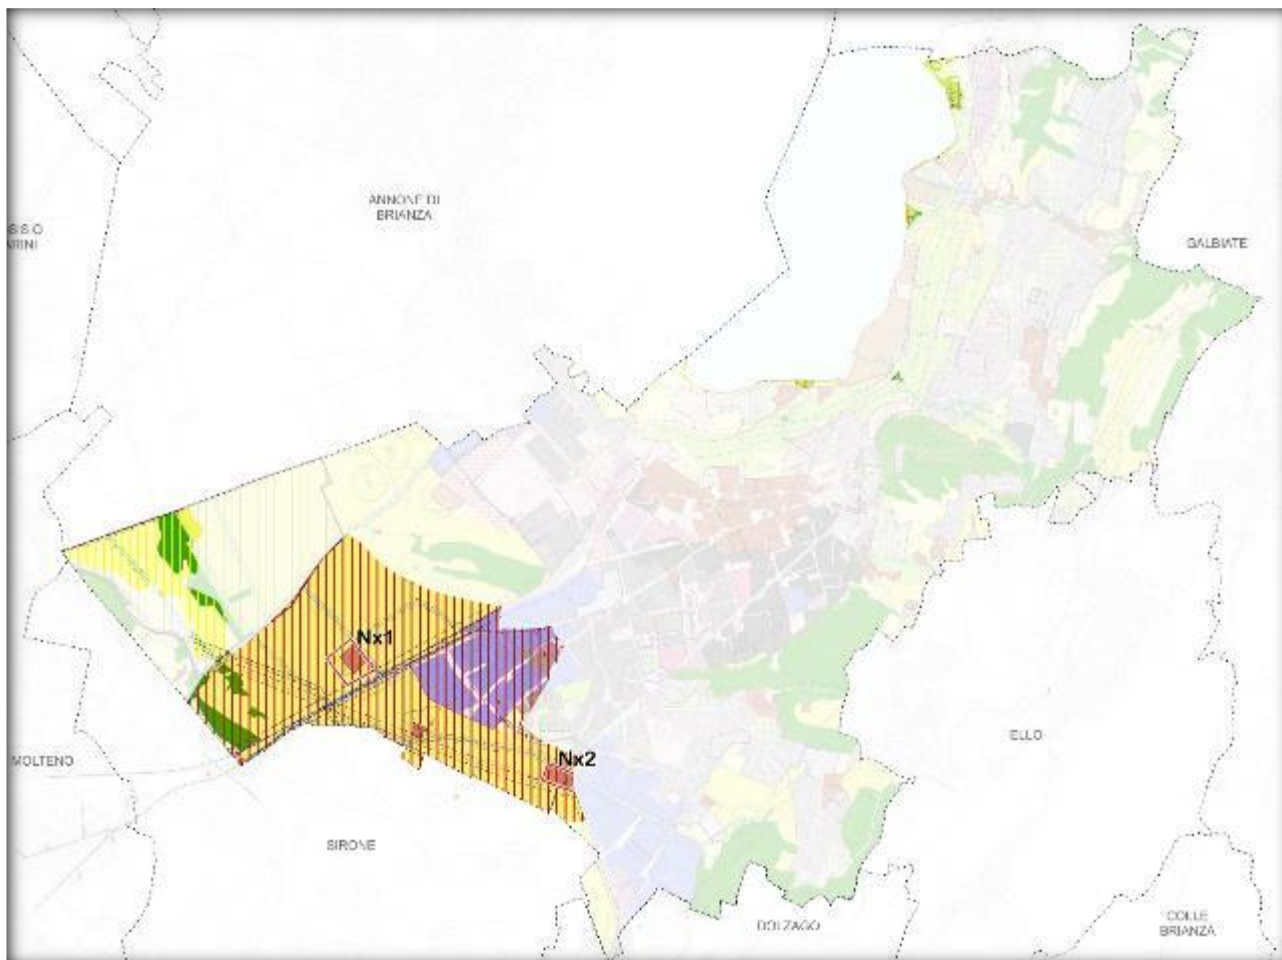 ANNONE DI
BRIANZA
GALBIATE
Nx1
Nx2
ELLO
MOLTENO
SIRONE
DOLZAGO
COLLE
BRIANZA